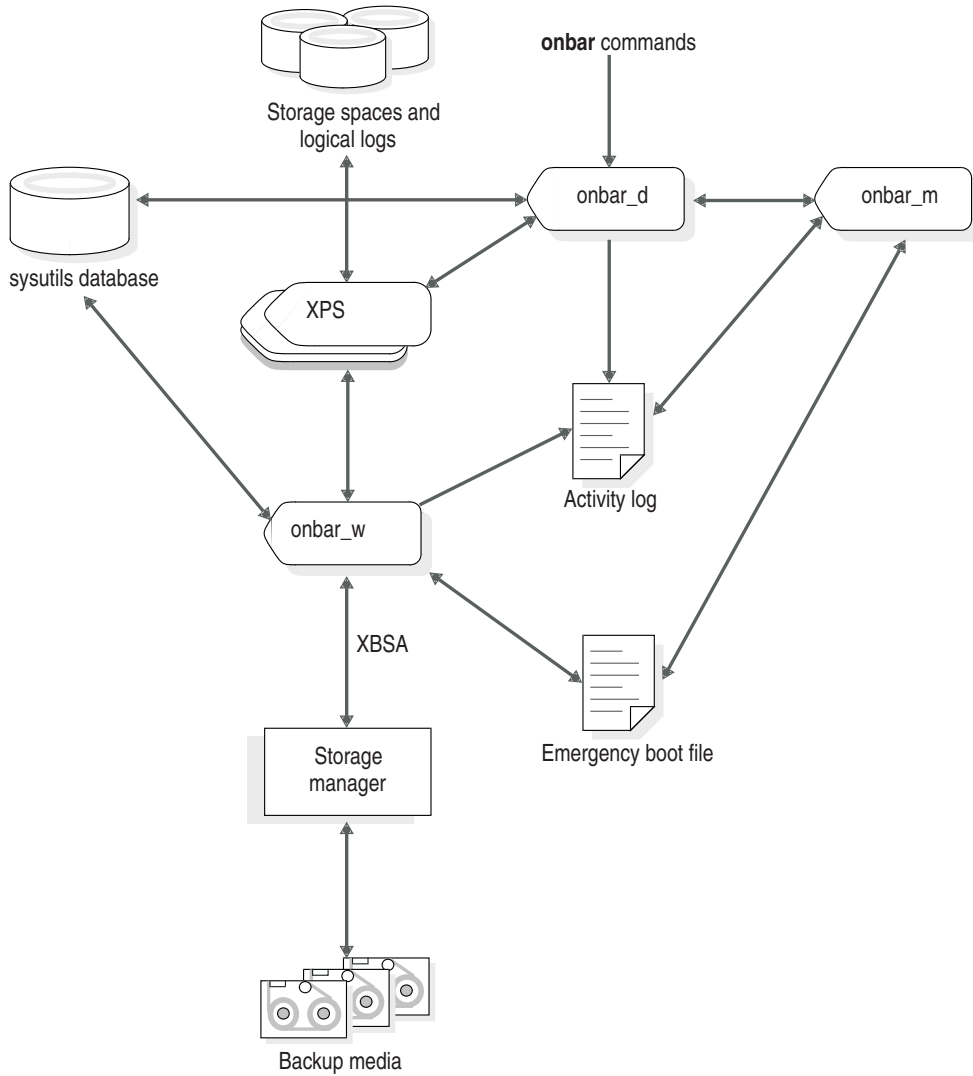 onbar commands
Storage spaces and
logical logs
onbar_d
onbar_m
sysutils database
XPS
Activity log
onbar_w
XBSA
Emergency boot file
Storage
manager
Backup media